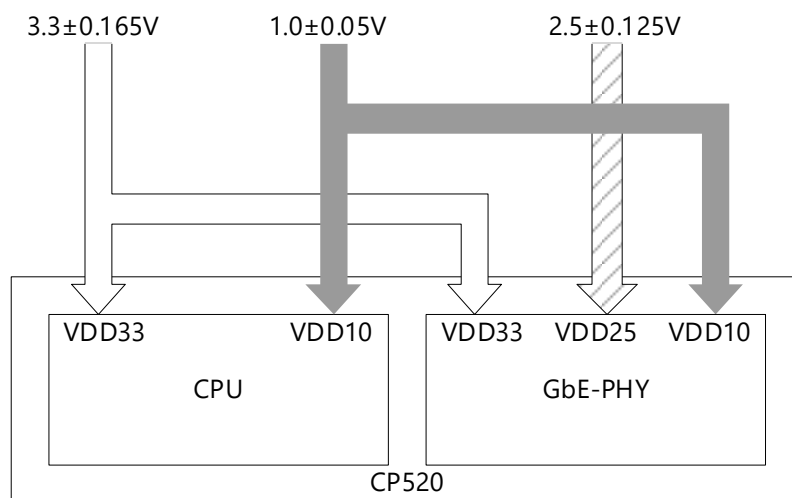 3.3±0.165V 1.0±0.05V 2.5±0.125V
VDD33 VDD10 VDD33 VDD25 VDD10
CPU GbE-PHY
CP520